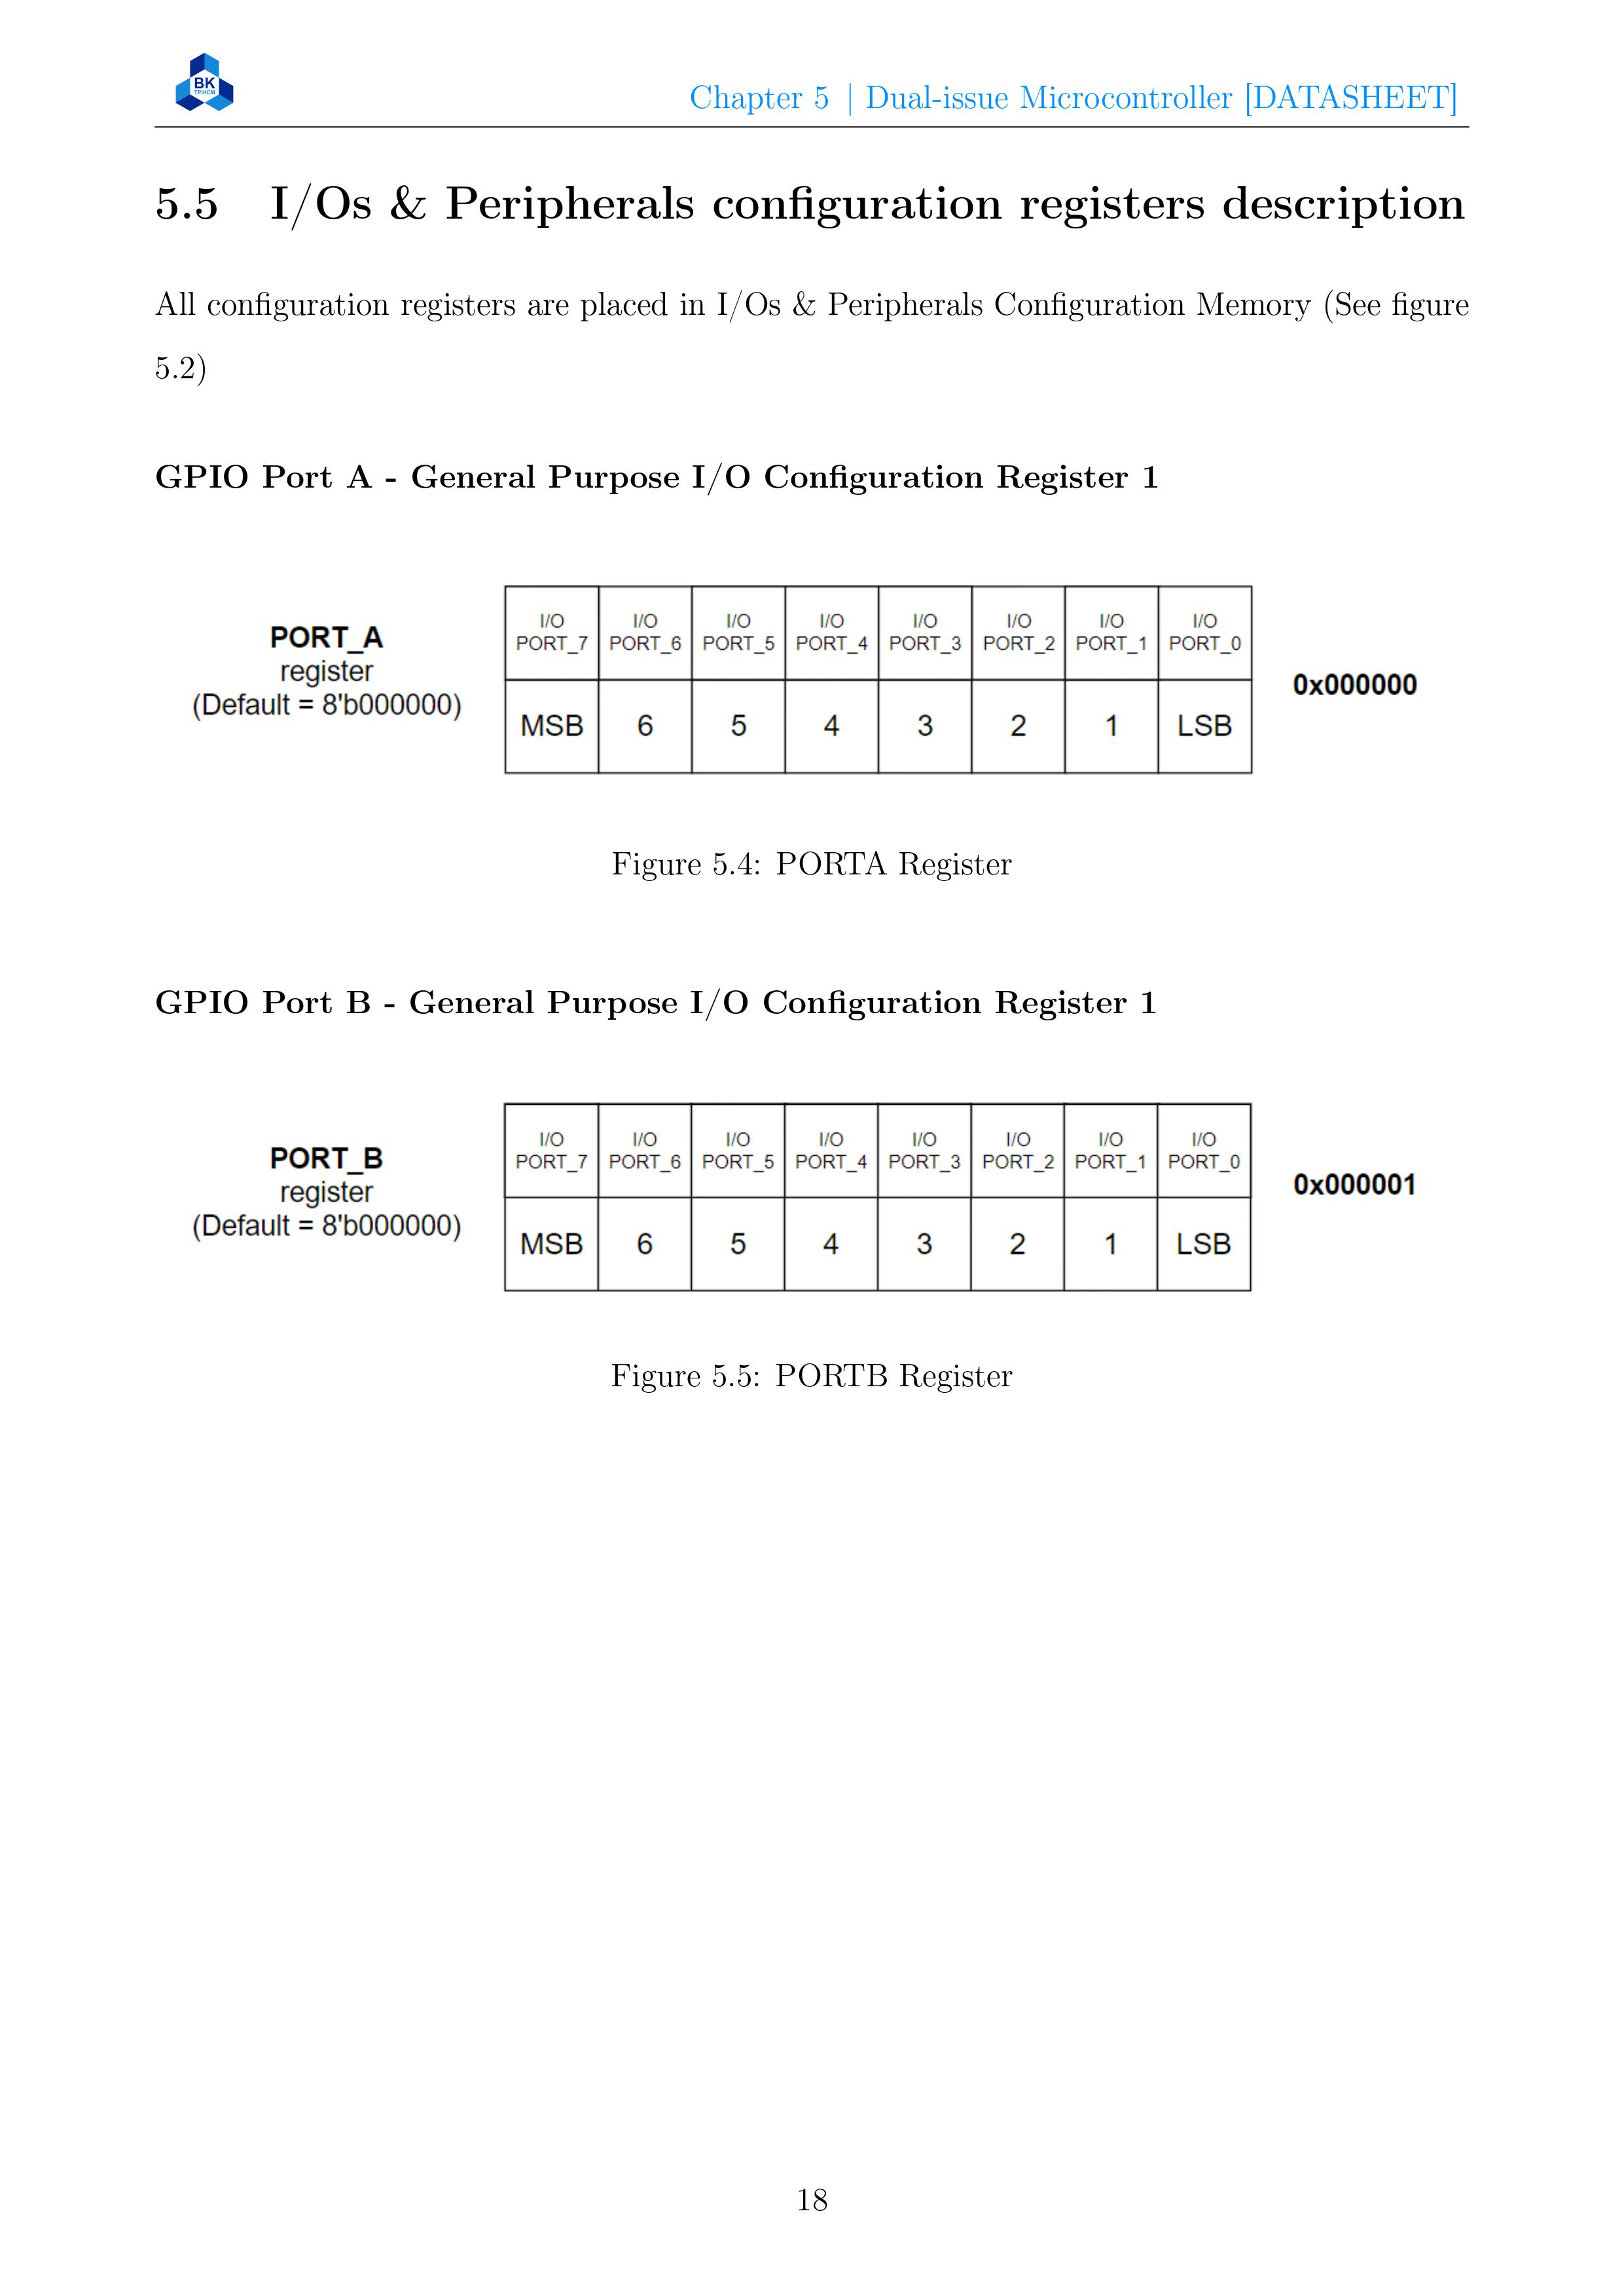 BK
TP.HCM
Chapter 5 | Dual-issue Microcontroller [DATASHEET]
5.5 I/Os & Peripherals configuration registers description
All configuration registers are placed in I/Os & Peripherals Configuration Memory (See figure
5.2)
GPIO Port A - General Purpose I/O Configuration Register 1
PORT_A
register
(Default = 8'b000000)
I/O PORT_7 I/O PORT_6 I/O PORT_5 I/O PORT_4 I/O PORT_3 I/O PORT_2 I/O PORT_1 I/O PORT_0
MSB 6 5 4 3 2 1 LSB
0x000000
Figure 5.4: PORTA Register
GPIO Port B - General Purpose I/O Configuration Register 1
PORT_B
register
(Default = 8'b000000)
I/O PORT_7 I/O PORT_6 I/O PORT_5 I/O PORT_4 I/O PORT_3 I/O PORT_2 I/O PORT_1 I/O PORT_0
MSB 6 5 4 3 2 1 LSB
0x000001
Figure 5.5: PORTB Register
18